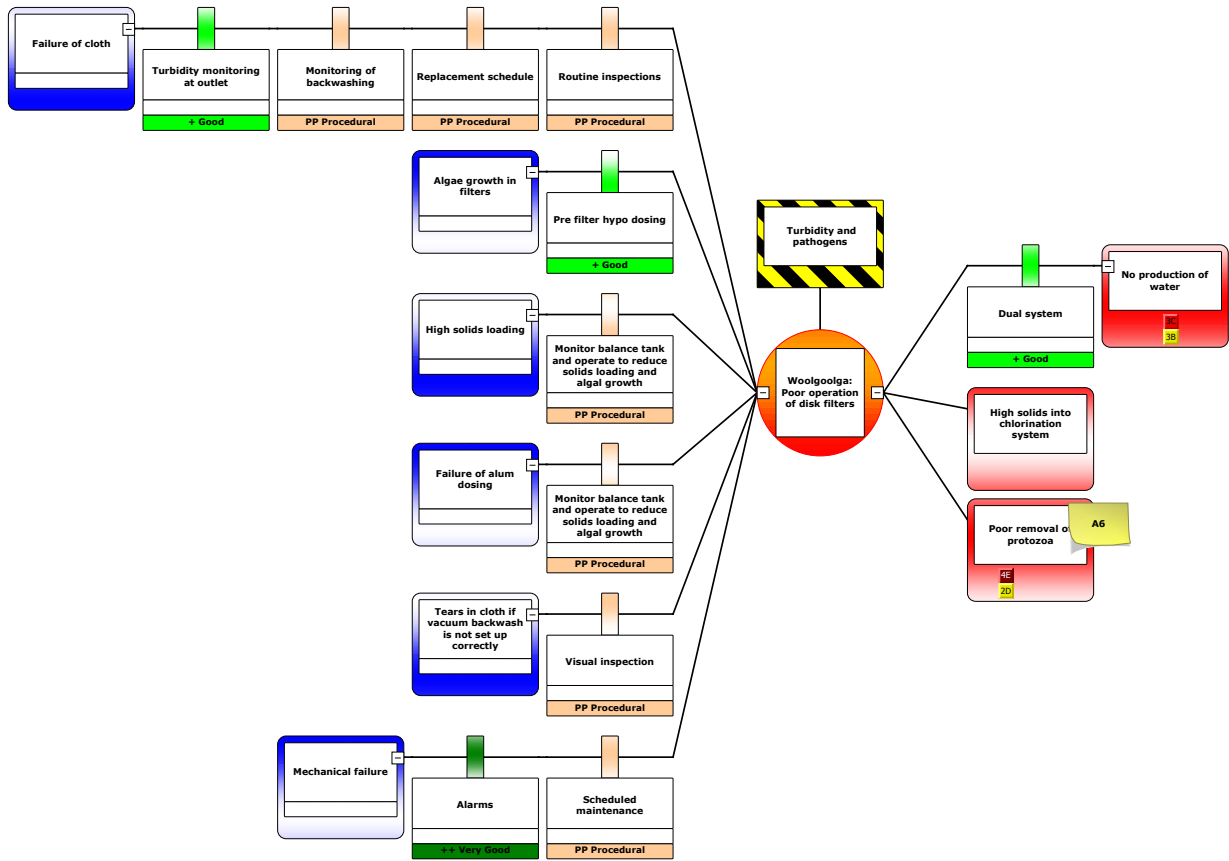 Failure of cloth
Turbidity monitoring
at outlet
+ Good
Monitoring of
backwashing
PP Procedural
Replacement schedule
PP Procedural
Routine inspections
PP Procedural
Algae growth in
filters
Pre filter hypo dosing
+ Good
High solids loading
Monitor balance tank
and operate to reduce
solids loading and
algal growth
PP Procedural
Failure of alum
dosing
Monitor balance tank
and operate to reduce
solids loading and
algal growth
PP Procedural
Tears in cloth if
vacuum backwash
is not set up
correctly
Visual inspection
PP Procedural
Mechanical failure
Alarms
++ Very Good
Scheduled
maintenance
PP Procedural
Turbidity and
pathogens
Woolgoolga:
Poor operation
of disk filters
Dual system
+ Good
No production of
water
3C
3B
High solids into
chlorination
system
Poor removal of
protozoa
A6
4E
2D